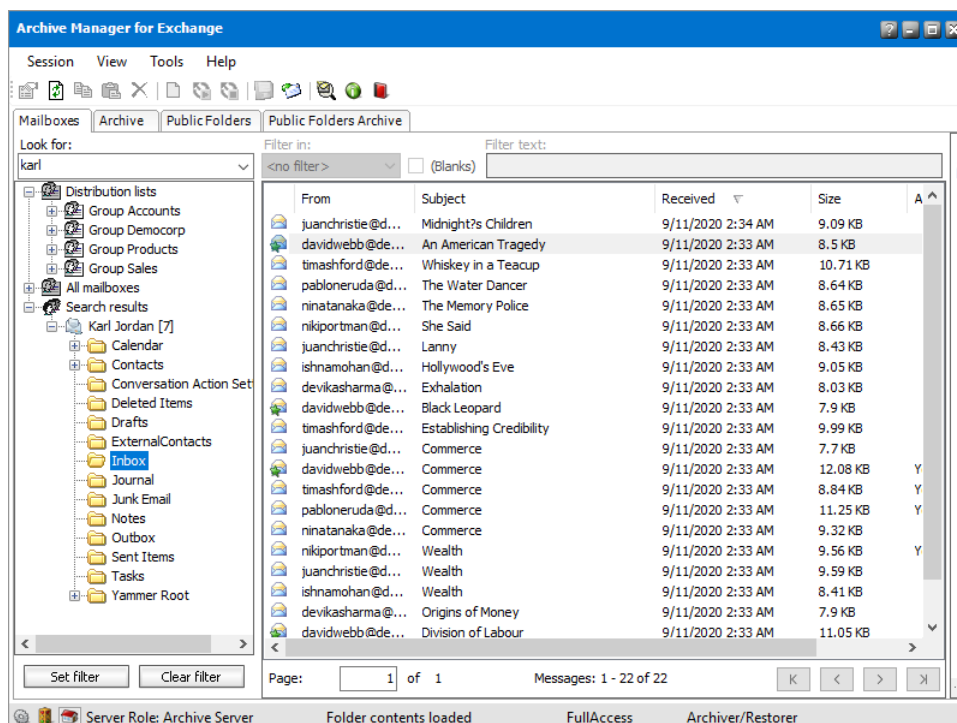 Archive Manager for Exchange
Session View Tools Help
Mailboxes Archive Public Folders Public Folders Archive
Look for: Filter in: Filter text:
karl <no filter> (Blanks)
Distribution lists
Group Accounts
Group Democorp
Group Products
Group Sales
All mailboxes
Search results
Karl Jordan [7]
Calendar
Contacts
Conversation Action Set
Deleted Items
Drafts
ExternalContacts
Inbox
Journal
Junk Email
Notes
Outbox
Sent Items
Tasks
Yammer Root
Set filter Clear filter
From Subject Received Size A
juanchristie@d... Midnight?s Children 9/11/2020 2:34 AM 9.09 KB
davidwebb@de... An American Tragedy 9/11/2020 2:33 AM 8.5 KB
timashford@de... Whiskey in a Teacup 9/11/2020 2:33 AM 10.71 KB
pabloneruda@d... The Water Dancer 9/11/2020 2:33 AM 8.64 KB
ninatanaka@de... The Memory Police 9/11/2020 2:33 AM 8.65 KB
nikiportman@d... She Said 9/11/2020 2:33 AM 8.66 KB
juanchristie@d... Lanny 9/11/2020 2:33 AM 8.43 KB
ishnamohan@d... Hollywood's Eve 9/11/2020 2:33 AM 9.05 KB
devikasharma@... Exhalation 9/11/2020 2:33 AM 8.03 KB
davidwebb@de... Black Leopard 9/11/2020 2:33 AM 7.9 KB
timashford@de... Establishing Credibility 9/11/2020 2:33 AM 9.99 KB
juanchristie@d... Commerce 9/11/2020 2:33 AM 7.7 KB
davidwebb@de... Commerce 9/11/2020 2:33 AM 12.08 KB Y
timashford@de... Commerce 9/11/2020 2:33 AM 8.84 KB Y
pabloneruda@d... Commerce 9/11/2020 2:33 AM 11.25 KB Y
ninatanaka@de... Commerce 9/11/2020 2:33 AM 9.32 KB
nikiportman@d... Wealth 9/11/2020 2:33 AM 9.56 KB Y
juanchristie@d... Wealth 9/11/2020 2:33 AM 9.59 KB
ishnamohan@d... Wealth 9/11/2020 2:33 AM 8.41 KB
devikasharma@... Origins of Money 9/11/2020 2:33 AM 7.9 KB
davidwebb@de... Division of Labour 9/11/2020 2:33 AM 11.05 KB
Page: 1 of 1 Messages: 1 - 22 of 22
Server Role: Archive Server Folder contents loaded FullAccess Archiver/Restorer